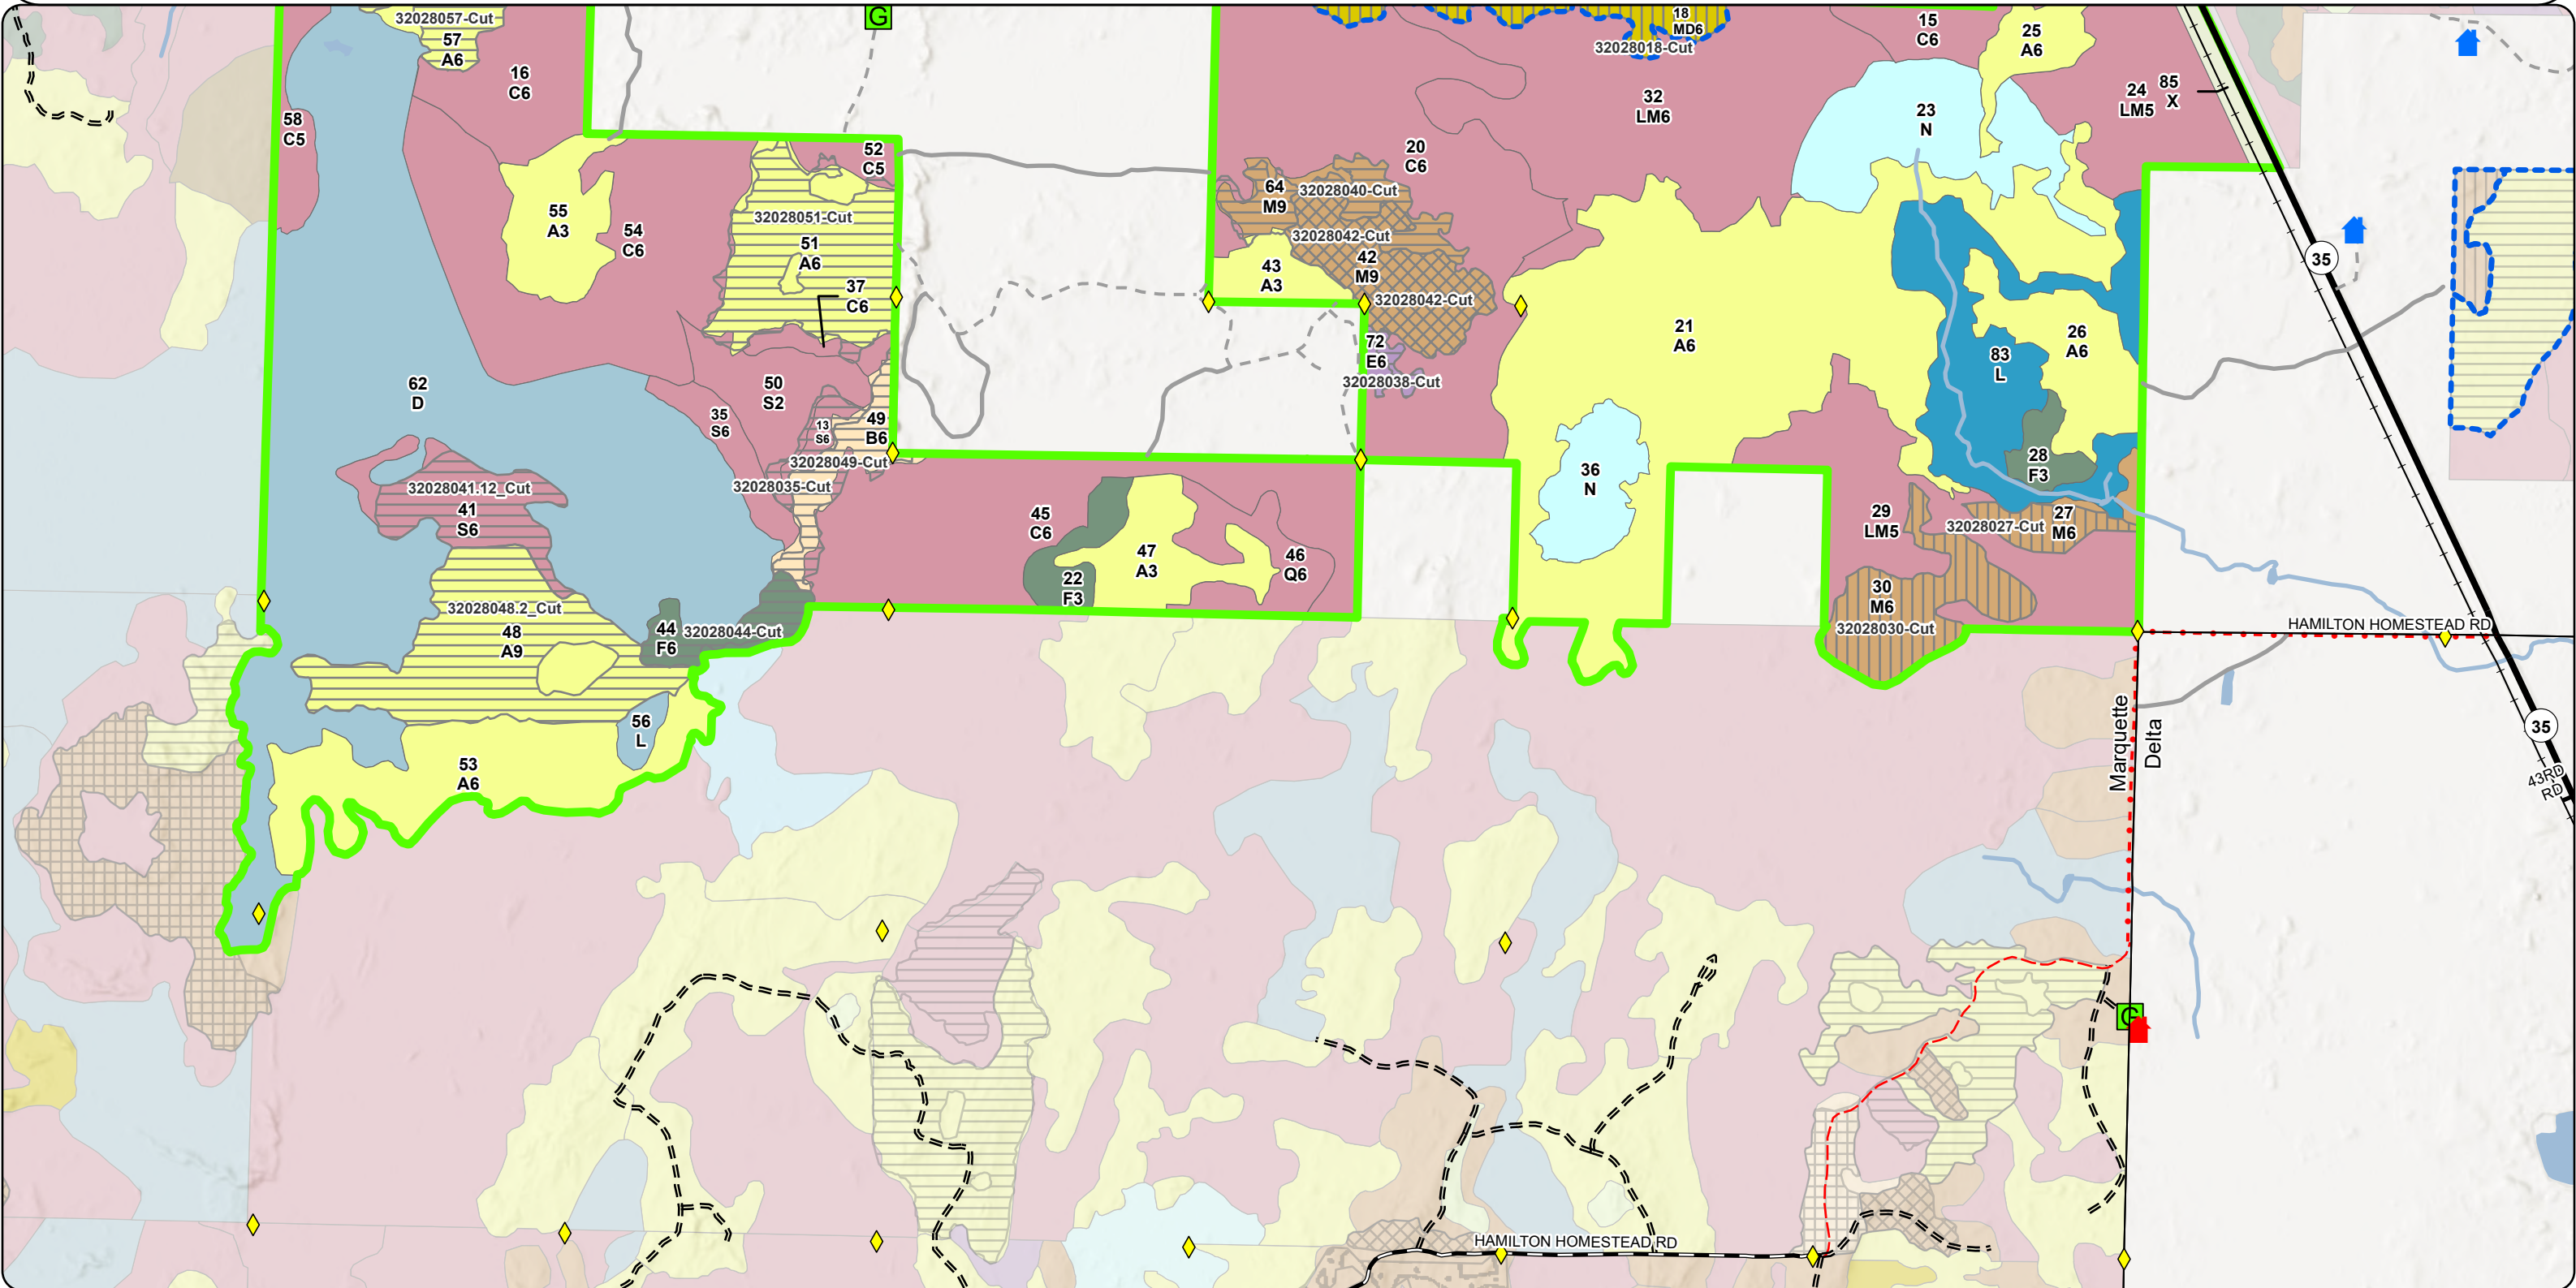 32028057-Cut
57
A6
16
C6
G
58
C5
55
A3
54
C6
52
C5
32028051-Cut
51
A6
37
C6
18
MD6
32028018-Cut
15
C6
25
A6
32
LM6
23
N
24
LM5
85
X
20
C6
64
M9
32028040-Cut
32028042-Cut
42
M9
43
A3
32028042-Cut
35
21
A6
26
A6
83
L
72
E6
32028038-Cut
62
D
50
S2
35
S6
13
S6
49
B6
32028049-Cut
32028035-Cut
36
N
28
F3
32028041.12_Cut
41
S6
45
C6
47
A3
46
Q6
22
F3
29
LM5
32028027-Cut
27
M6
30
M6
32028030-Cut
32028048.2_Cut
48
A9
44
F6
32028044-Cut
HAMILTON HOMESTEAD RD
56
L
53
A6
Marquette
Delta
35
43RD
RD
G
HAMILTON HOMESTEAD RD